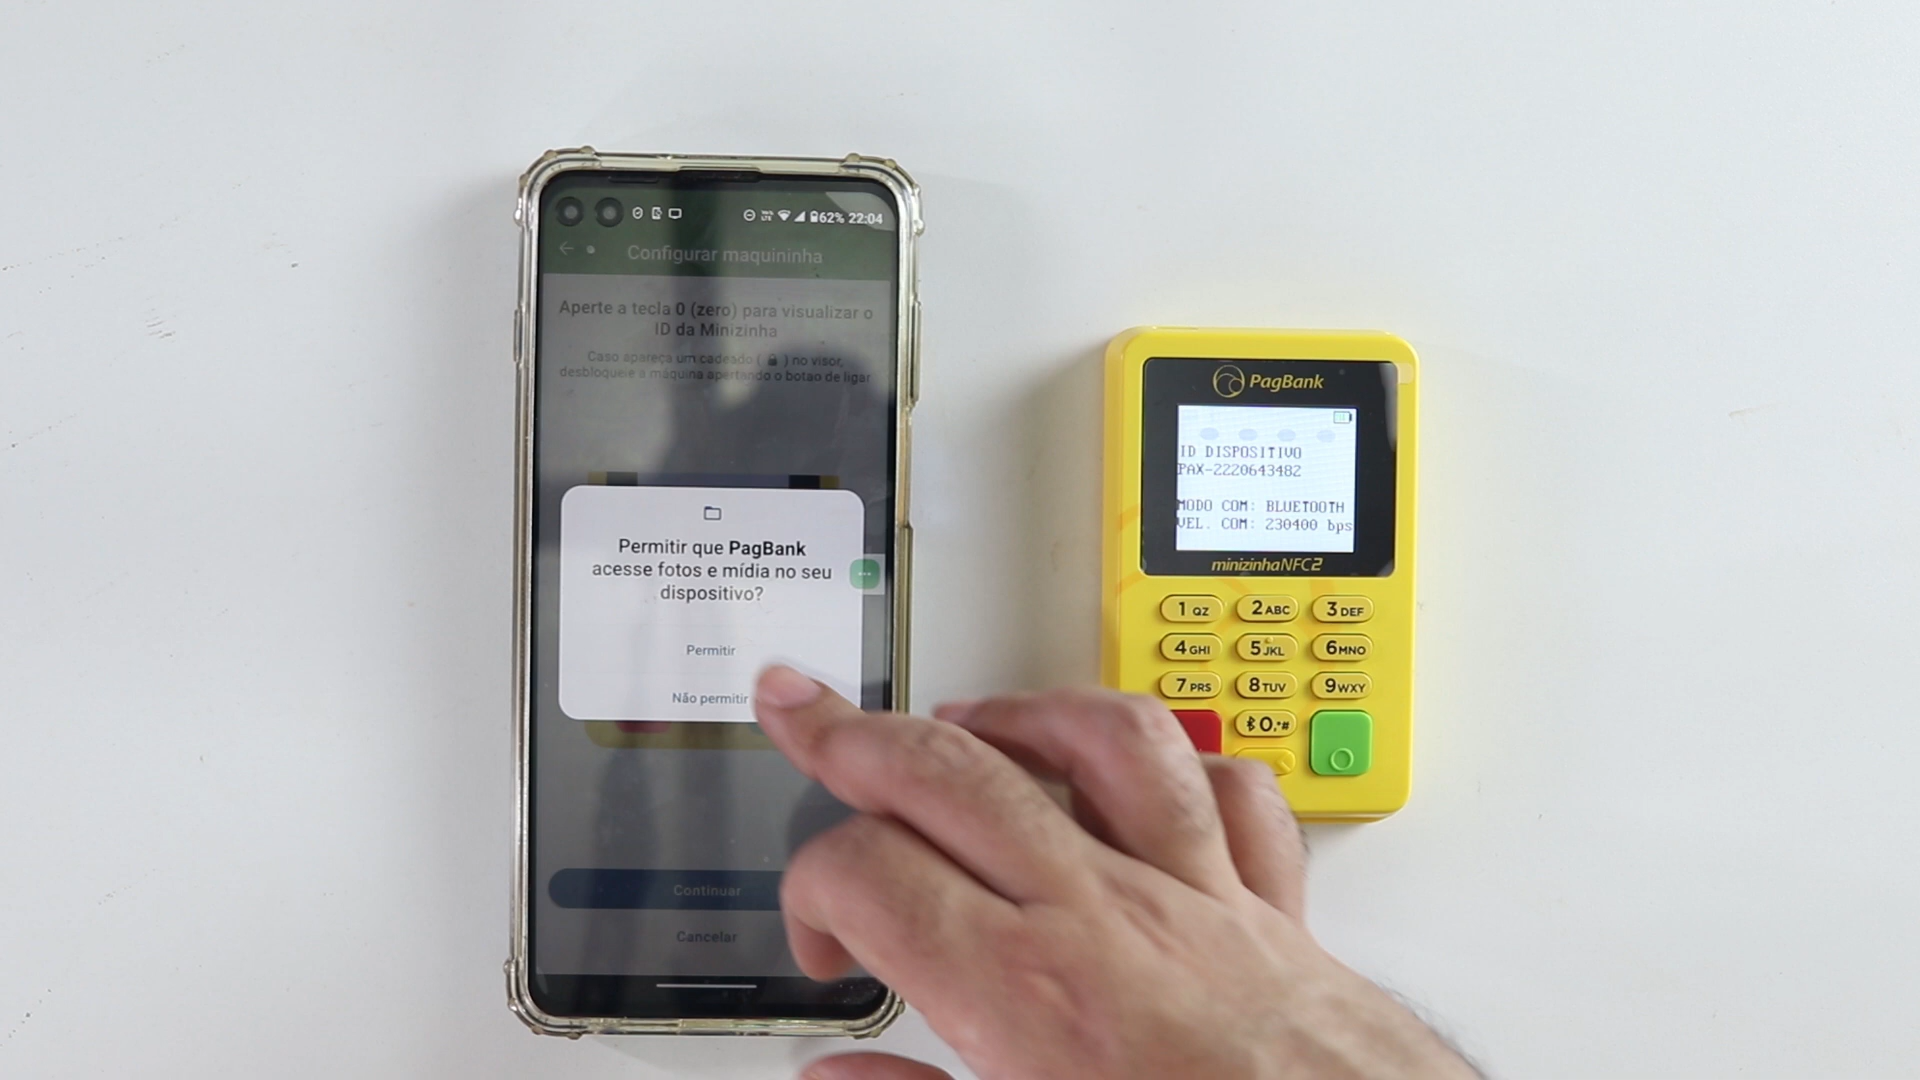 62% 22:04
Configurar maquininha
Aperte a tecla 0 (zero) para visualizar o
ID da Minizinha
Caso apareça um cadeado ( ) no visor,
desbloqueie a máquina apertando o botão de ligar
Permitir que PagBank
acesse fotos e mídia no seu
dispositivo?
Permitir
Não permitir
Continuar
Cancelar
PagBank
ID DISPOSITIVO
PAX-2220643482
MODO COM: BLUETOOTH
VEL. COM: 230400 bps
minizinhaNFC2
1 QZ 2 ABC 3 DEF
4 GHI 5 JKL 6 MNO
7 PRS 8 TUV 9 WXY
0,*#